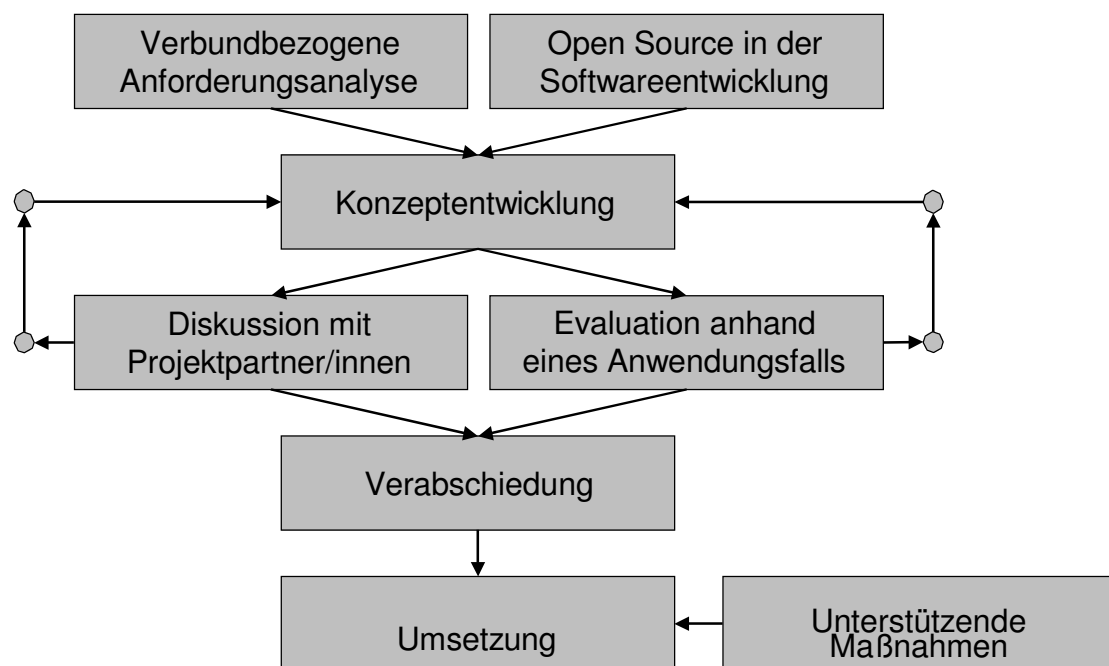 Verbundbezogene
Anforderungsanalyse
Open Source in der
Softwareentwicklung
Konzeptentwicklung
Diskussion mit
Projektpartner/innen
Evaluation anhand
eines Anwendungsfalls
Verabschiedung
Umsetzung
Unterstützende
Maßnahmen